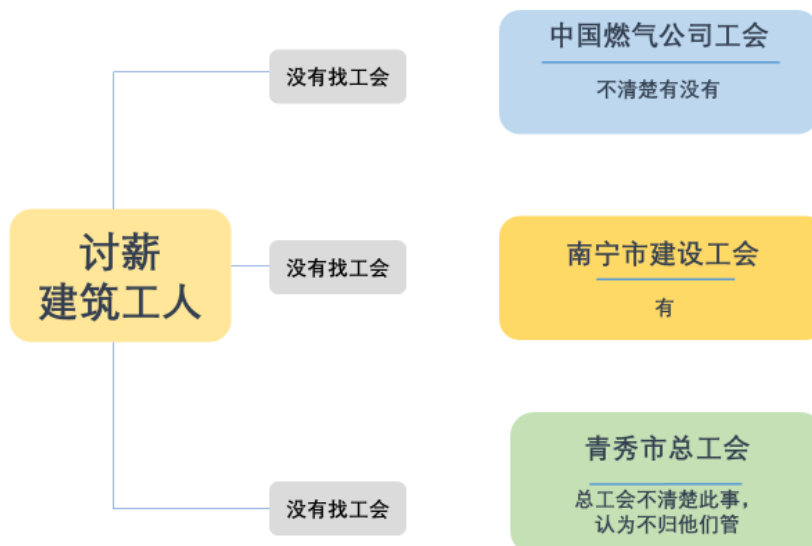 没有找工会
中国燃气公司工会
不清楚有没有
讨薪
建筑工人
没有找工会
南宁市建设工会
有
没有找工会
青秀市总工会
总工会不清楚此事，
认为不归他们管